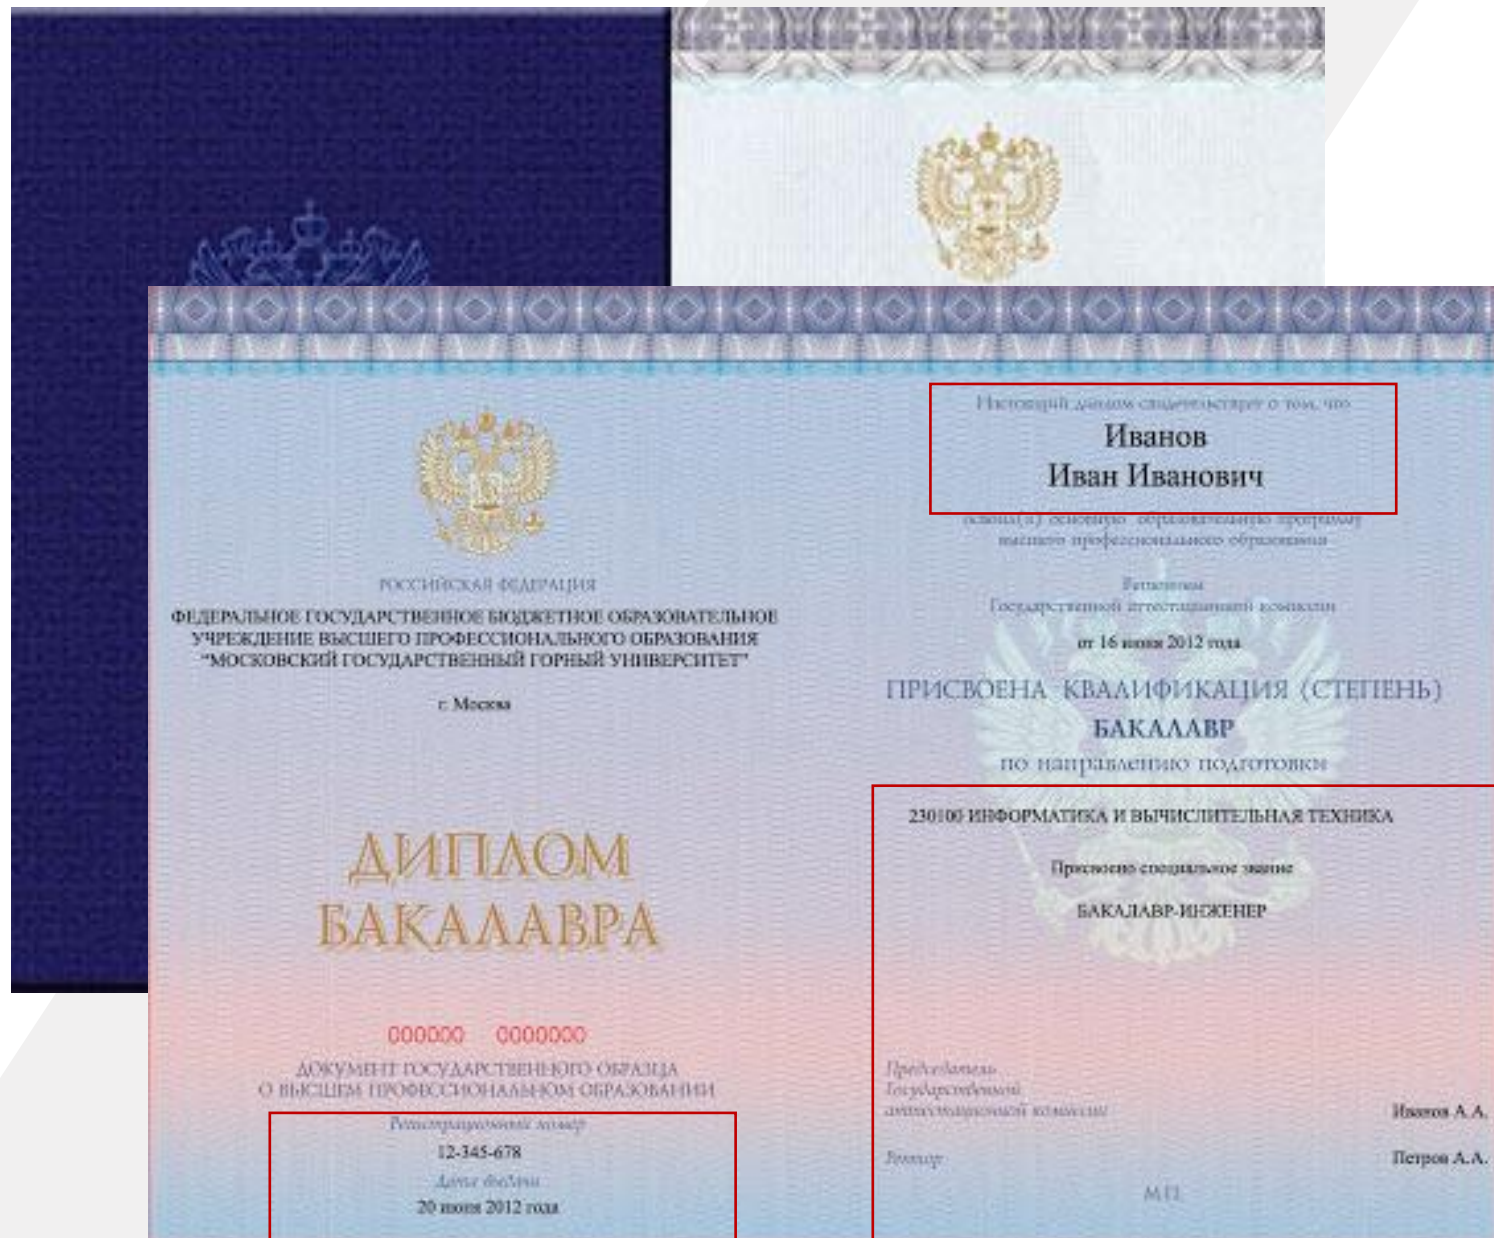 РОССИЙСКАЯ ФЕДЕРАЦИЯ
ФЕДЕРАЛЬНОЕ ГОСУДАРСТВЕННОЕ БЮДЖЕТНОЕ ОБРАЗОВАТЕЛЬНОЕ
УЧРЕЖДЕНИЕ ВЫСШЕГО ПРОФЕССИОНАЛЬНОГО ОБРАЗОВАНИЯ
"МОСКОВСКИЙ ГОСУДАРСТВЕННЫЙ ГОРНЫЙ УНИВЕРСИТЕТ"
г. Москва
ДИПЛОМ
БАКАЛАВРА
000000 0000000
ДОКУМЕНТ ГОСУДАРСТВЕННОГО ОБРАЗЦА
О ВЫСШЕМ ПРОФЕССИОНАЛЬНОМ ОБРАЗОВАНИИ
Регистрационный номер
12-345-678
Дата выдачи
20 июня 2012 года
Настоящий диплом свидетельствует о том, что
Иванов
Иван Иванович
освоил(а) основную образовательную программу
высшего профессионального образования
Решением
Государственной аттестационной комиссии
от 16 июня 2012 года
ПРИСВОЕНА КВАЛИФИКАЦИЯ (СТЕПЕНЬ)
БАКАЛАВР
по направлению подготовки
230100 ИНФОРМАТИКА И ВЫЧИСЛИТЕЛЬНАЯ ТЕХНИКА
Присвоено специальное звание
БАКАЛАВР-ИНЖЕНЕР
Председатель
Государственной
аттестационной комиссии
Иванов А.А.
Ректор
Петров А.А.
М.П.